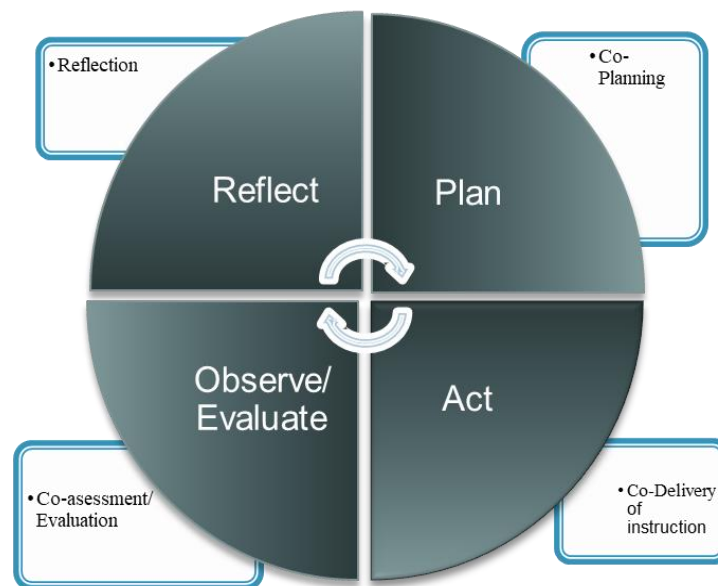 • Reflection
• Co-
Planning
Reflect
Plan
Observe/
Evaluate
Act
• Co-asessment/
Evaluation
• Co-Delivery
of
instruction